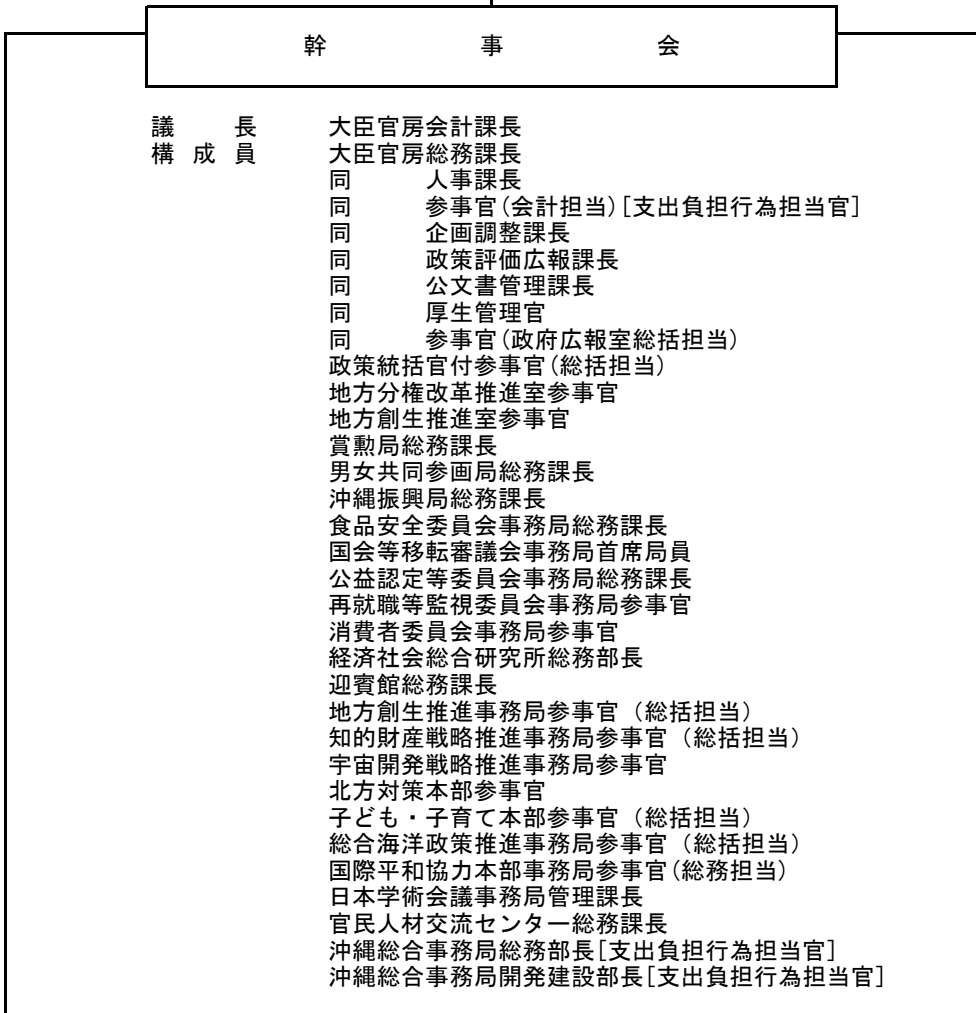 幹事会
議長 大臣官房会計課長
構成員 大臣官房総務課長
同 人事課長
同 参事官(会計担当)[支出負担行為担当官]
同 企画調整課長
同 政策評価広報課長
同 公文書管理課長
同 厚生管理官
同 参事官(政府広報室総括担当)
政策統括官付参事官(総括担当)
地方分権改革推進室参事官
地方創生推進室参事官
賞勲局総務課長
男女共同参画局総務課長
沖縄振興局総務課長
食品安全委員会事務局総務課長
国会等移転審議会事務局首席局員
公益認定等委員会事務局総務課長
再就職等監視委員会事務局参事官
消費者委員会事務局参事官
経済社会総合研究所総務部長
迎賓館総務課長
地方創生推進事務局参事官（総括担当）
知的財産戦略推進事務局参事官（総括担当）
宇宙開発戦略推進事務局参事官
北方対策本部参事官
子ども・子育て本部参事官（総括担当）
総合海洋政策推進事務局参事官（総括担当）
国際平和協力本部事務局参事官(総務担当)
日本学術会議事務局管理課長
官民人材交流センター総務課長
沖縄総合事務局総務部長[支出負担行為担当官]
沖縄総合事務局開発建設部長[支出負担行為担当官]